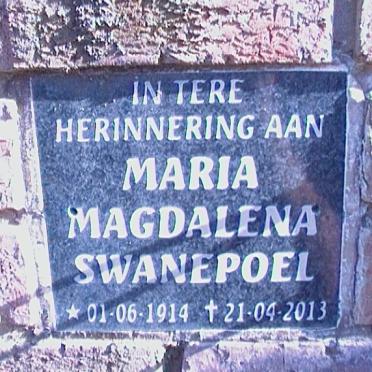 IN TERE
HERINNERING AAN
MARIA
MAGDALENA
SWANEPOEL
★ 01-06-1914 ✝ 21-04-2013